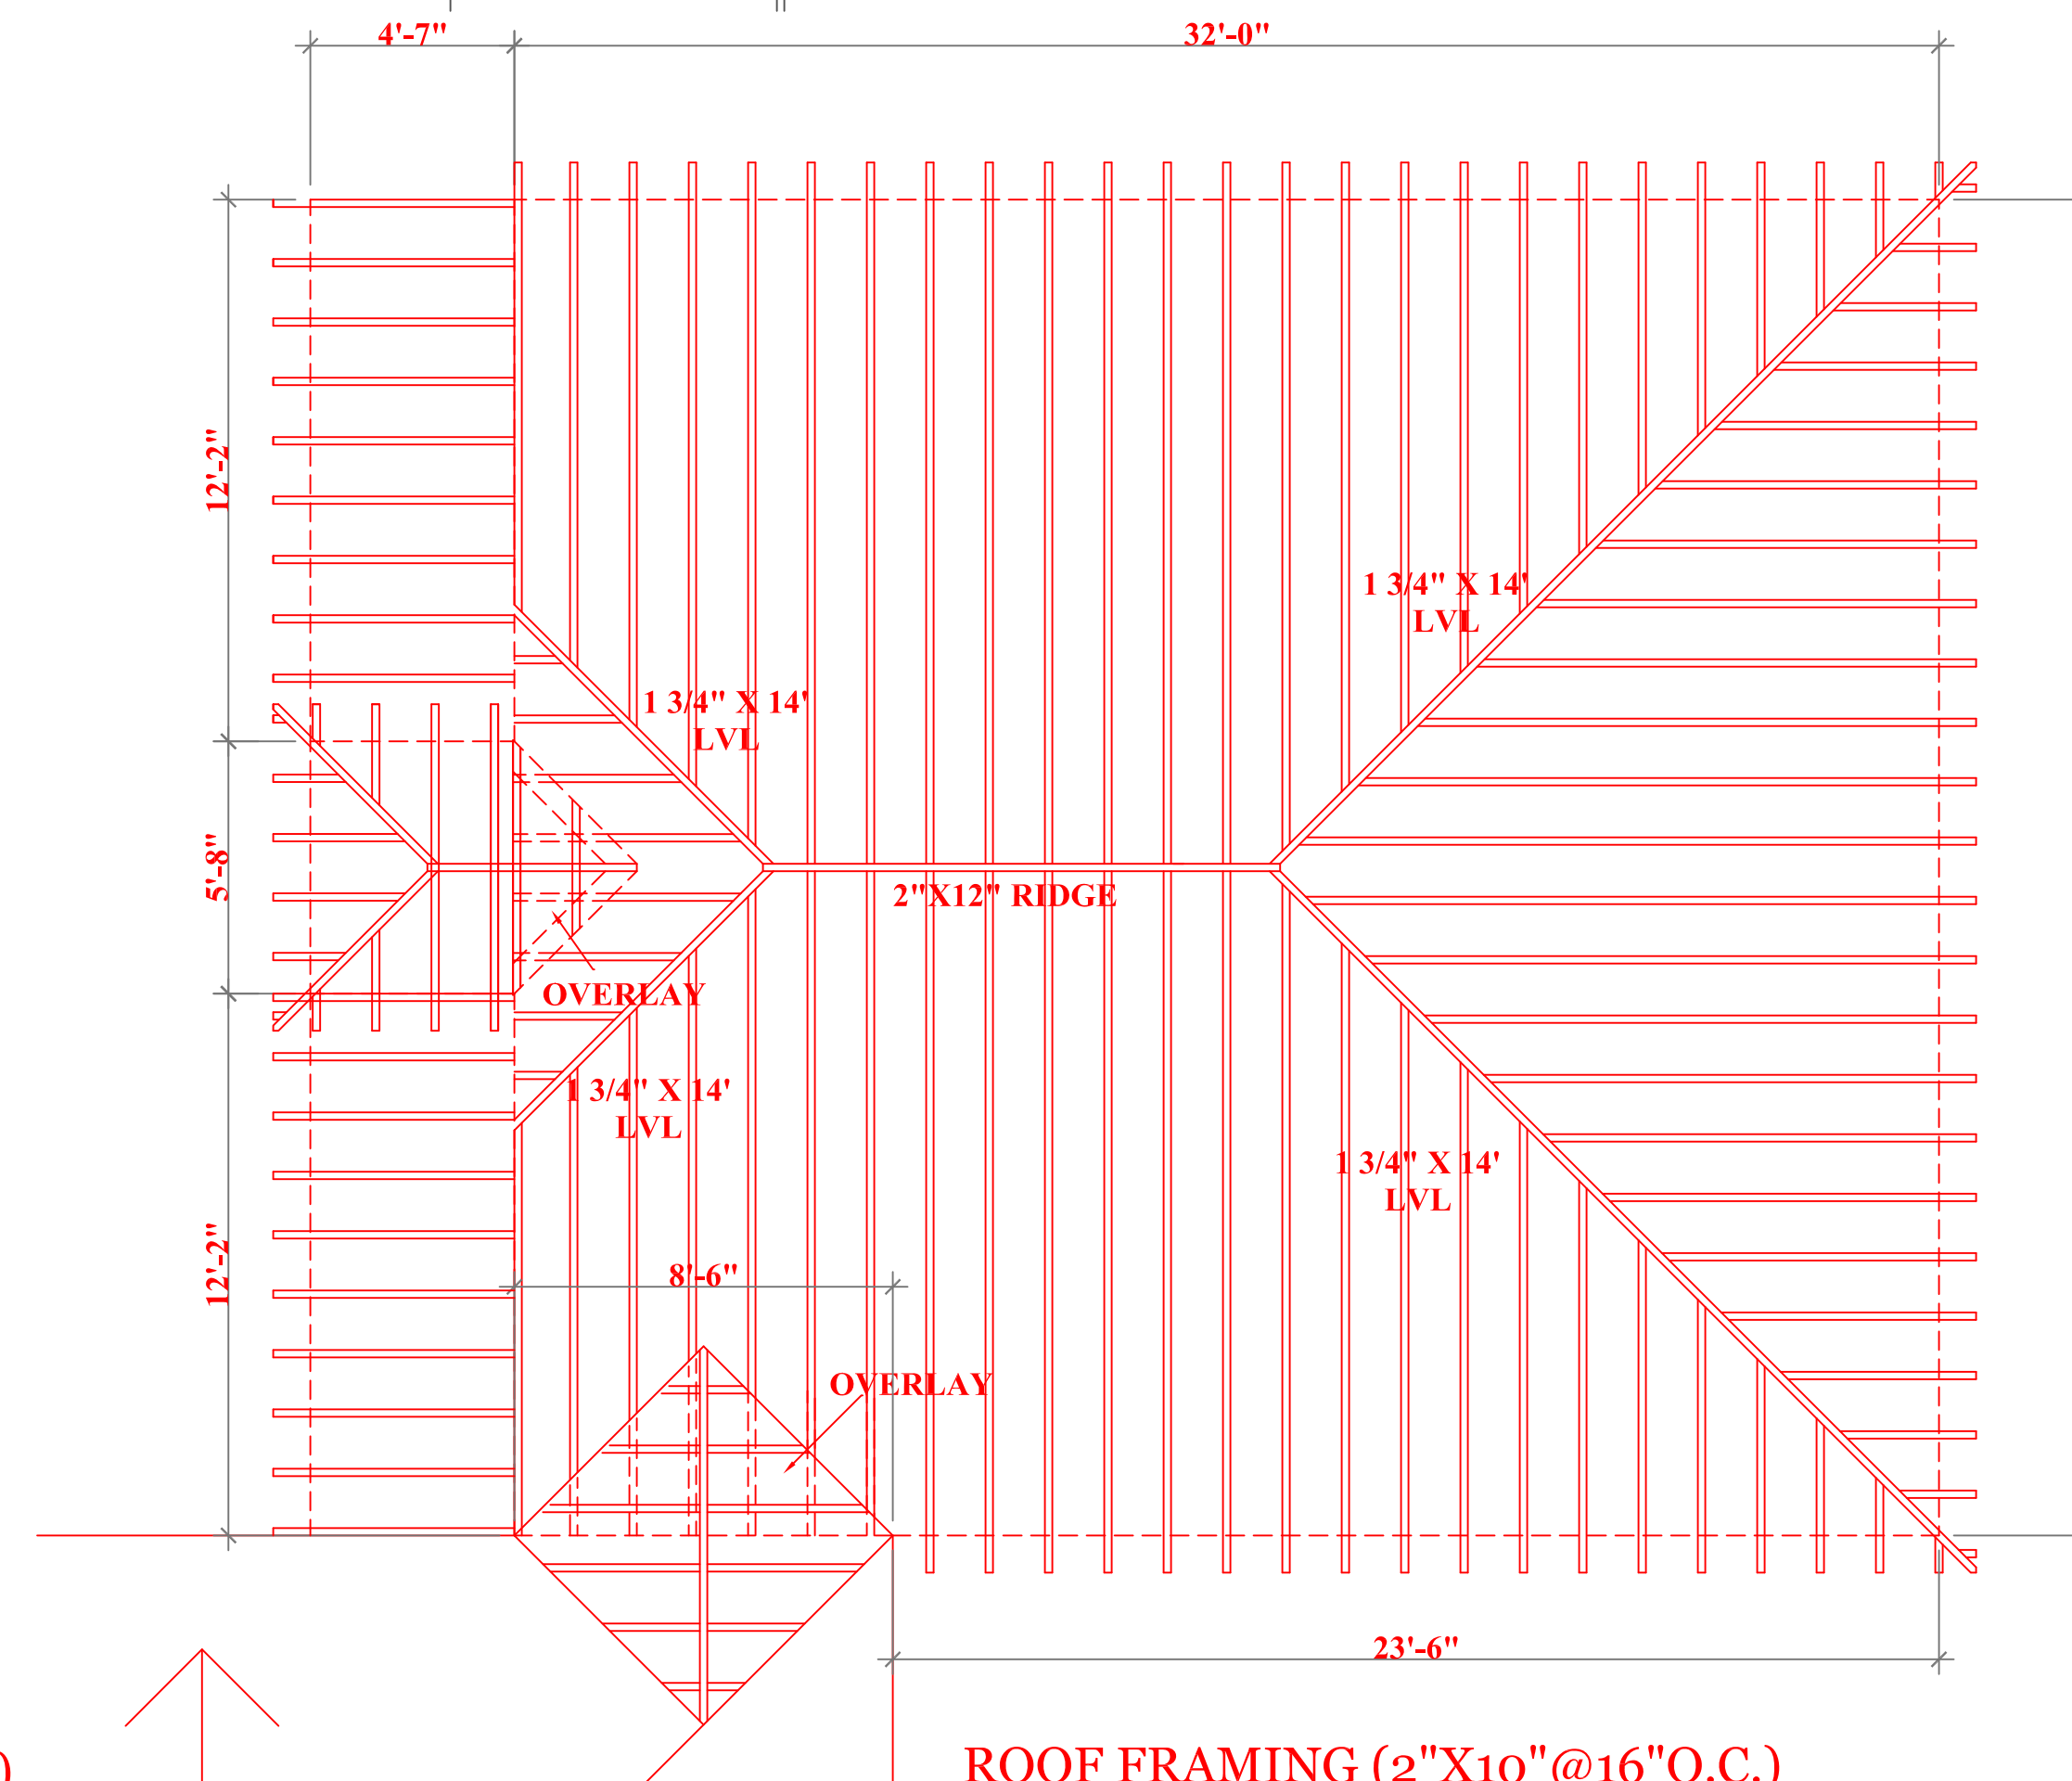 4'-7"
32'-0"
12'-2"
1 3/4" X 14'
LVL
1 3/4" X 14'
LVL
5'-8"
2"X12" RIDGE
OVERLAY
1 3/4" X 14'
LVL
1 3/4" X 14'
LVL
12'-2"
8'-6"
OVERLAY
23'-6"
ROOF FRAMING (2"X10"@16"O.C.)
)